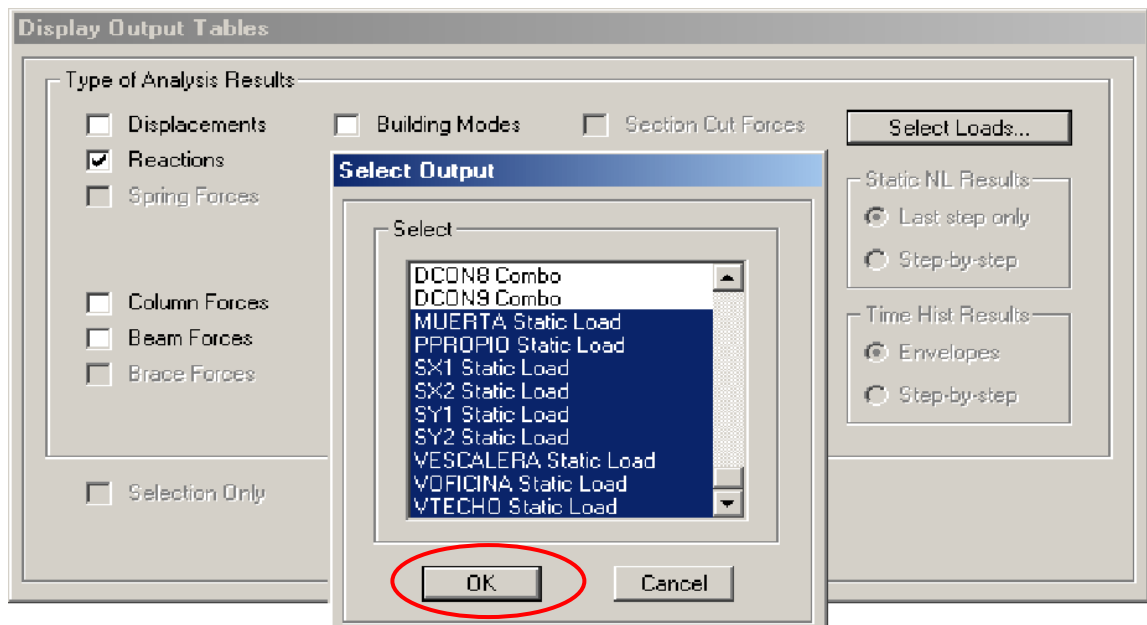 Display Output Tables
Type of Analysis Results
Displacements
Building Modes
Section Cut Forces
Select Loads...
Reactions
Spring Forces
Column Forces
Beam Forces
Brace Forces
Selection Only
Select Output
Select
DCON8 Combo
DCON9 Combo
MUERTA Static Load
PPROPIO Static Load
SX1 Static Load
SX2 Static Load
SY1 Static Load
SY2 Static Load
VESCALERA Static Load
VOFICINA Static Load
VTECHO Static Load
OK
Cancel
Static NL Results
Last step only
Step-by-step
Time Hist Results
Envelopes
Step-by-step